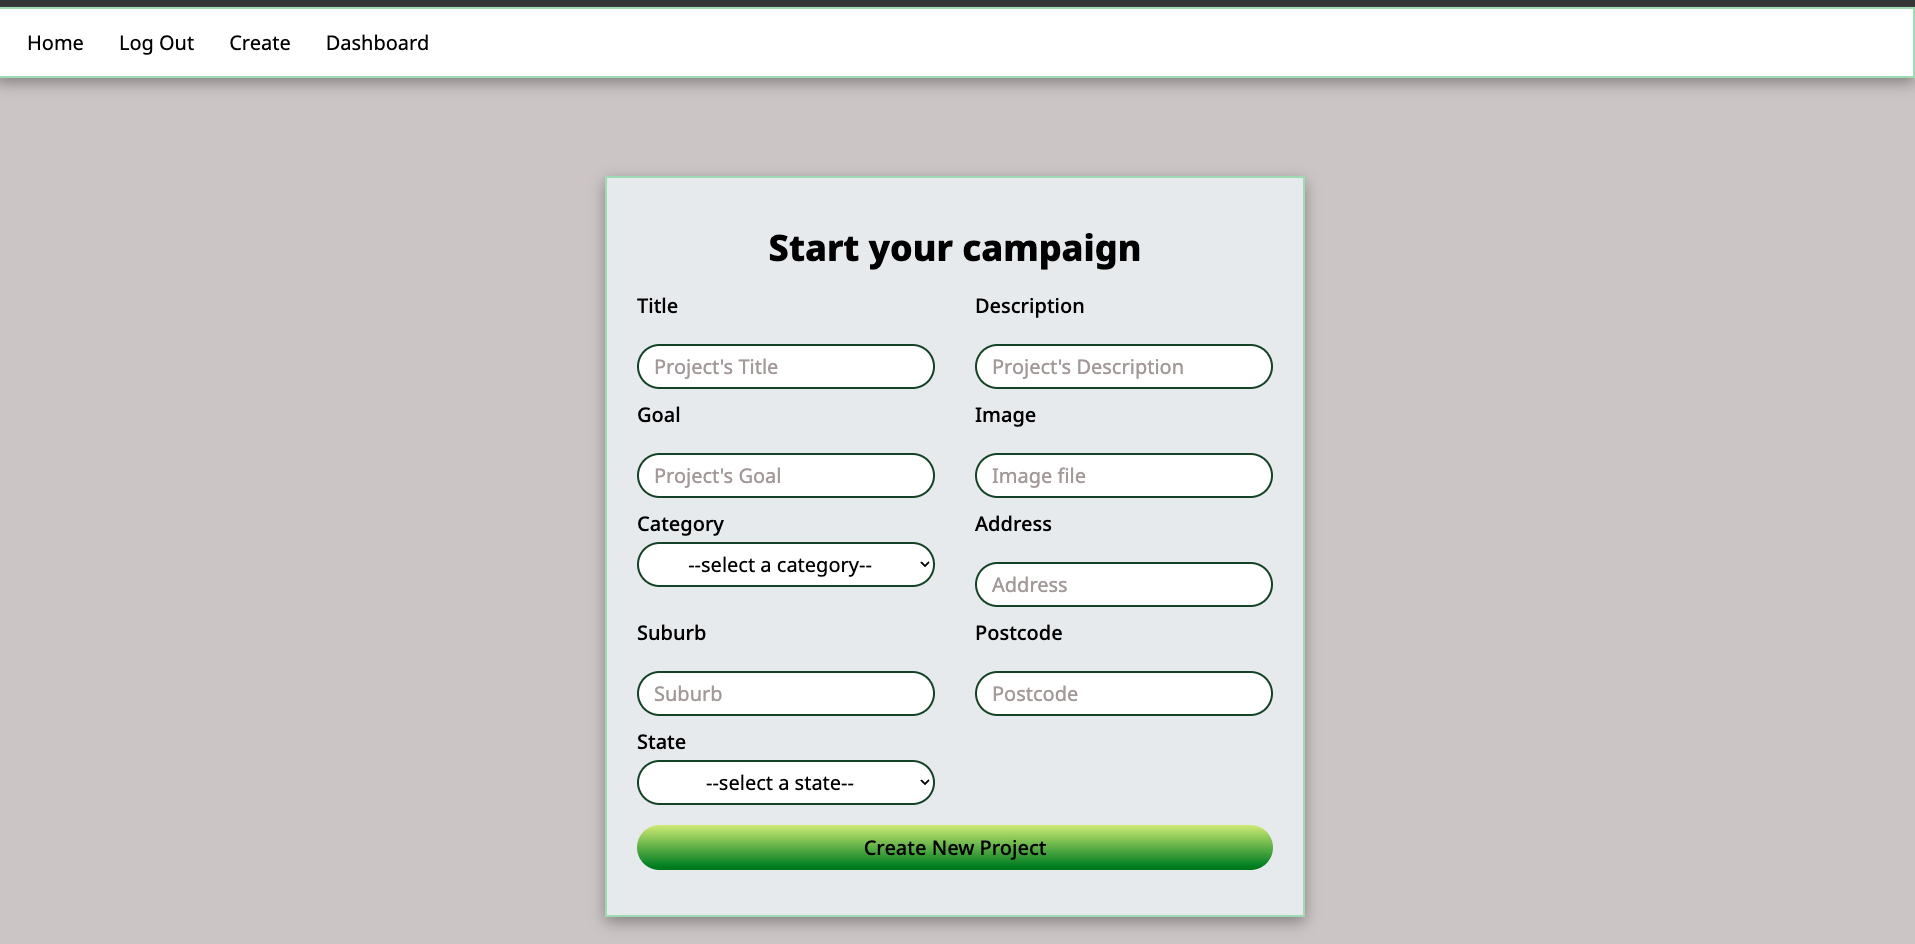 Home Log Out Create Dashboard
Start your campaign
Title Description
Project's Title Project's Description
Goal Image
Project's Goal Image file
Category Address
--select a category-- Address
Suburb Postcode
Suburb Postcode
State
--select a state--
Create New Project